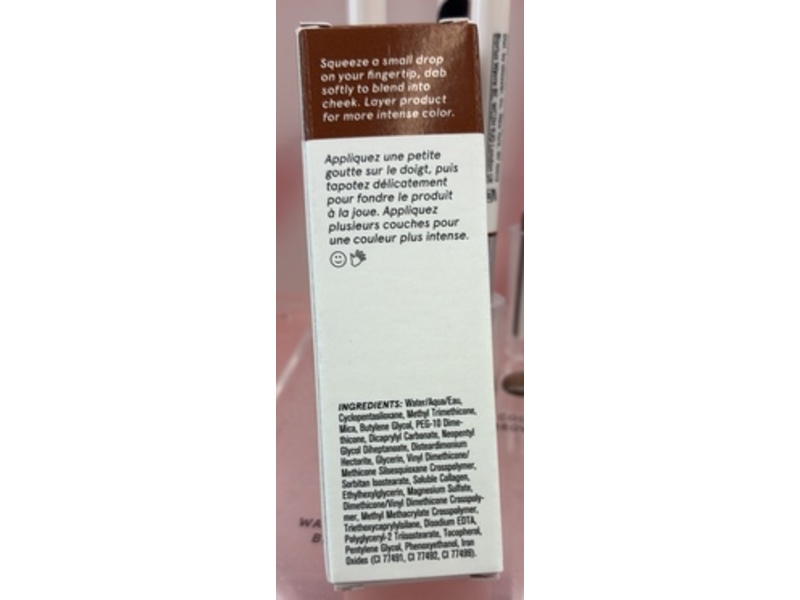 Squeeze a small drop
on your fingertip, dab
softly to blend into
cheek. Layer product
for more intense color.
Appliquez une petite
goutte sur le doigt, puis
tapotez délicatement
pour fondre le produit
à la joue. Appliquez
plusieurs couches pour
une couleur plus intense.
INGREDIENTS: Water/Aqua/Eau,
Cyclopentasiloxane, Methyl Trimethicone,
Mica, Butylene Glycol, PEG-10 Dime-
thicone, Dicaprylyl Carbonate, Neopentyl
Glycol Diheptanoate, Disteardimonium
Hectorite, Glycerin, Vinyl Dimethicone/
Methicone Silsesquioxane Crosspolymer,
Sorbitan Isostearate, Soluble Collagen,
Ethylhexylglycerin, Magnesium Sulfate,
Dimethicone/Vinyl Dimethicone Crosspoly-
mer, Methyl Methacrylate Crosspolymer,
Triethoxycaprylylsilane, Disodium EDTA,
Polyglyceryl-2 Triisostearate, Tocopherol,
Pentylene Glycol, Phenoxyethanol, Iron
Oxides (CI 77491, CI 77492, CI 77499).